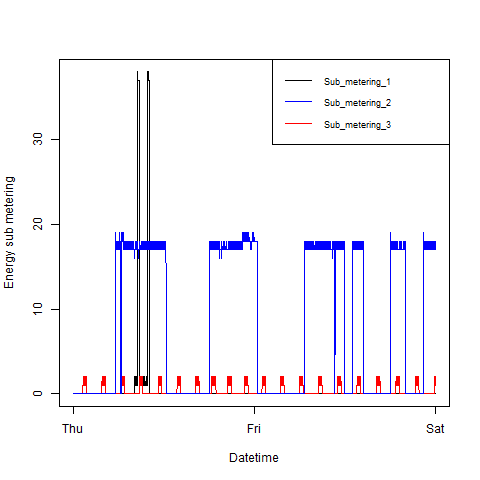 Sub_metering_1
Sub_metering_2
Sub_metering_3
Energy sub metering
30
20
10
0
Thu Fri Sat
Datetime